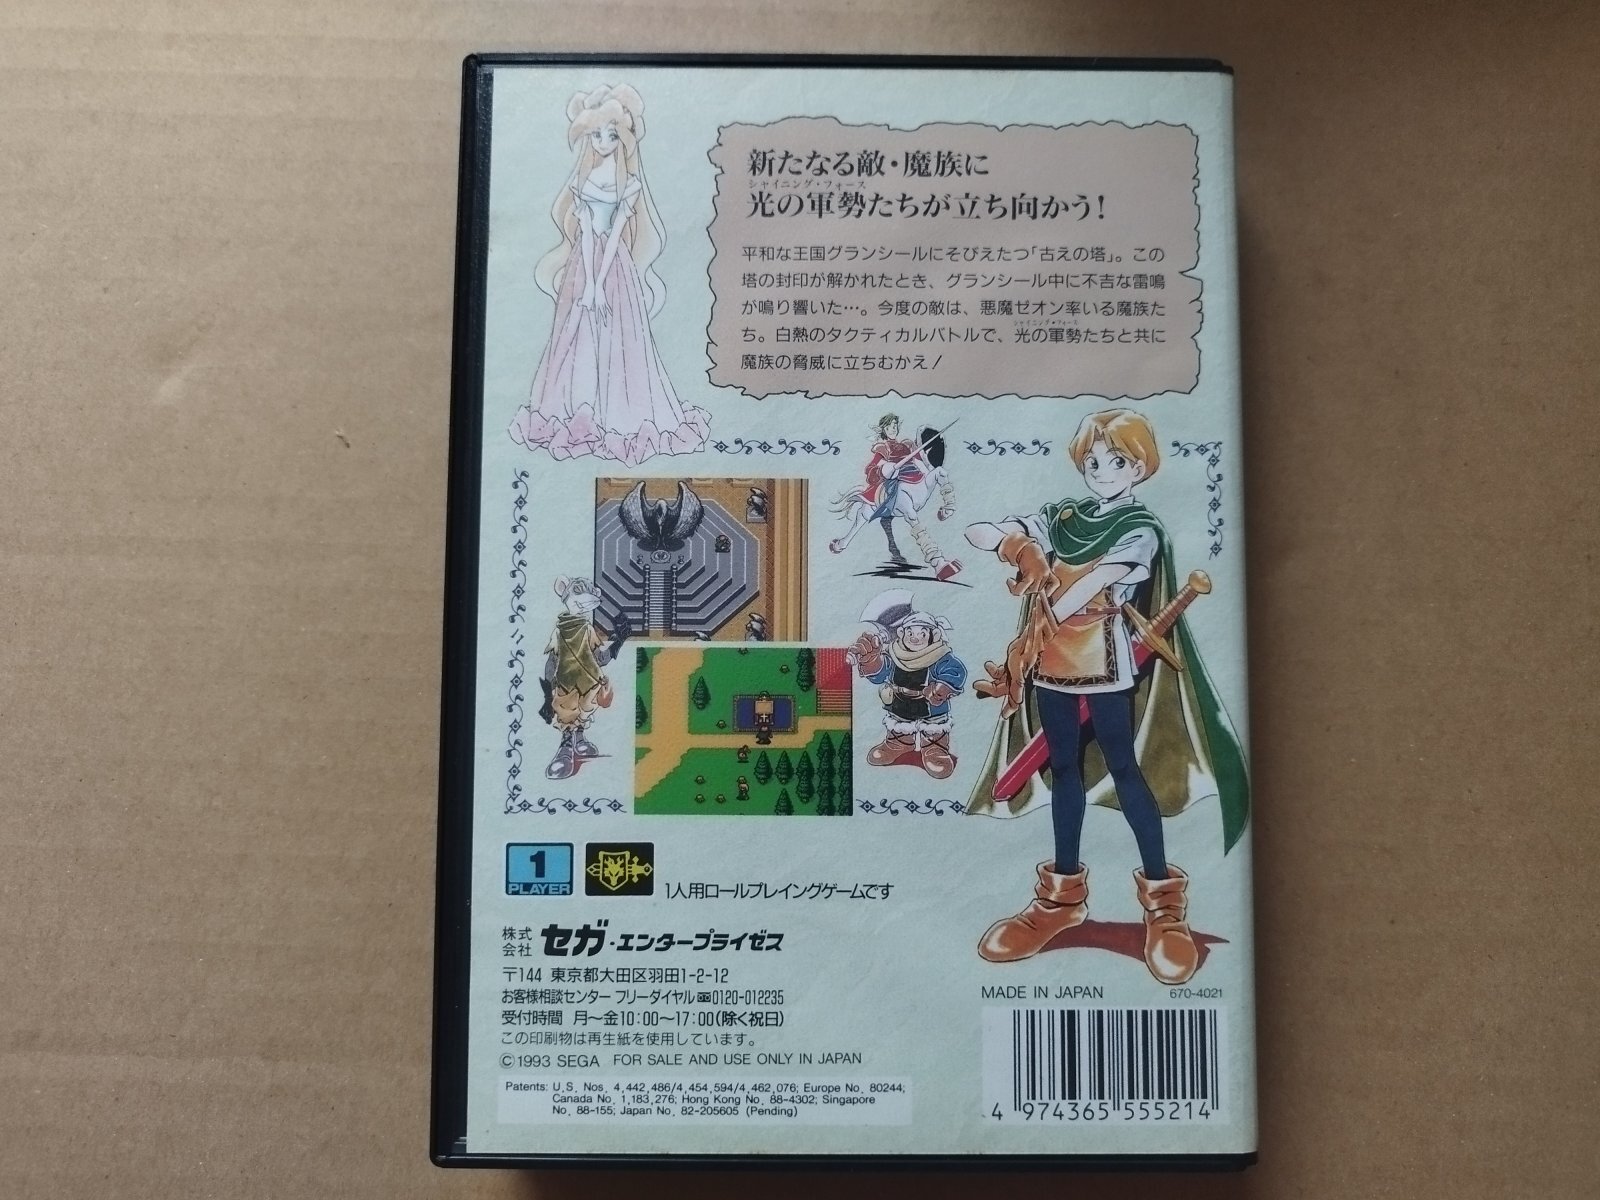 新たなる敵・魔族に
シャイニング・フォース
光の軍勢たちが立ち向かう!
平和な王国グランシールにそびえたつ「古えの塔」。この
塔の封印が解かれたとき、グランシール中に不吉な雷鳴
が鳴り響いた…。今度の敵は、悪魔ゼオン率いる魔族た
シャイニング・フォース
ち。白熱のタクティカルバトルで、光の軍勢たちと共に
魔族の脅威に立ちむかえ!
1
PLAYER
1人用ロールプレイングゲームです
株式会社 セガ・エンタープライゼス
〒144 東京都大田区羽田1-2-12
お客様相談センター フリーダイヤル 0120-012235
受付時間 月〜金10:00〜17:00(除く祝日)
この印刷物は再生紙を使用しています。
©1993 SEGA FOR SALE AND USE ONLY IN JAPAN
Patents: U.S. Nos. 4,442,486/4,454,594/4,462,076; Europe No. 80244;
Canada No. 1,183,276; Hong Kong No. 88-4302; Singapore
No. 88-155; Japan No. 82-205605 (Pending)
MADE IN JAPAN 670-4021
4 974365 555214